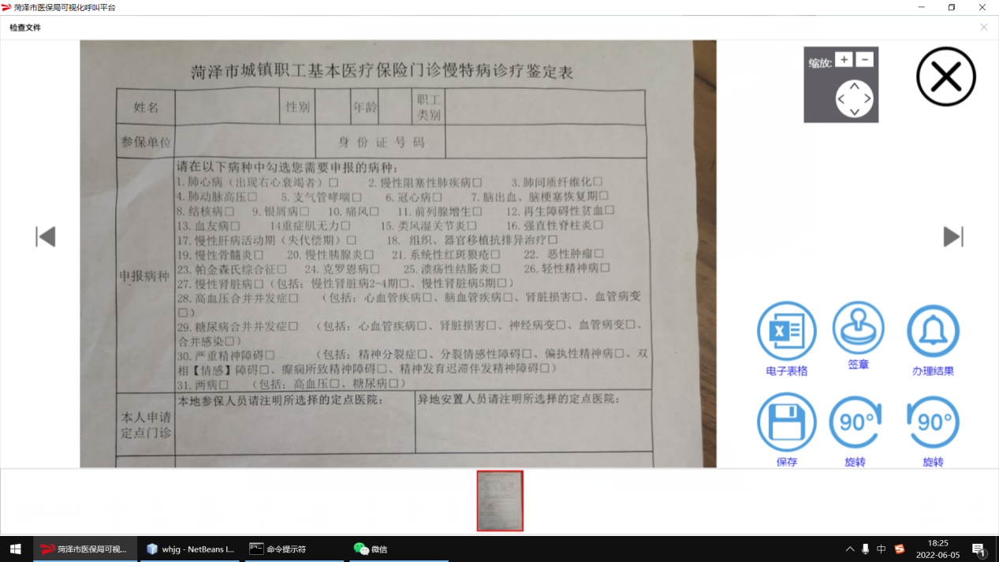 菏泽市医保局可视化呼叫平台
检查文件
菏泽市城镇职工基本医疗保险门诊慢特病诊疗鉴定表
姓名 性别 年龄 职工类别
参保单位 身份证号码
申报病种
请在以下病种中勾选您需要申报的病种：
1. 肺心病（出现右心衰竭者）□ 2. 慢性阻塞性肺疾病□ 3. 肺间质纤维化□
4. 肺动脉高压□ 5. 支气管哮喘□ 6. 冠心病□ 7. 脑出血、脑梗塞恢复期□
8. 结核病□ 9. 银屑病□ 10. 痛风□ 11. 前列腺增生□ 12. 再生障碍性贫血□
13. 血友病□ 14重症肌无力□ 15. 类风湿关节炎□ 16. 强直性脊柱炎□
17. 慢性肝病活动期（失代偿期）□ 18. 组织、器官移植抗排异治疗□
19. 慢性骨髓炎□ 20. 慢性胰腺炎□ 21. 系统性红斑狼疮□ 22. 恶性肿瘤□
23. 帕金森氏综合征□ 24. 克罗恩病□ 25. 溃疡性结肠炎□ 26. 轻性精神病□
27. 慢性肾脏病□（包括：慢性肾脏病2-4期□、慢性肾脏病5期□）
28. 高血压合并并发症□ （包括：心血管疾病□、脑血管疾病□、肾脏损害□、血管病变
□）
29. 糖尿病合并并发症□ （包括：心血管疾病□、肾脏损害□、神经病变□、血管病变□、
合并感染□）
30. 严重精神障碍□ （包括：精神分裂症□、分裂情感性障碍□、偏执性精神病□、双
相【情感】障碍□、癫痫所致精神障碍□、精神发育迟滞伴发精神障碍□）
31. 两病□ （包括：高血压□、糖尿病□）
本人申请
定点门诊
本地参保人员请注明所选择的定点医院： 异地安置人员请注明所选择的定点医院：
缩放: + -
电子表格 签章 办理结果
90° 90°
保存 旋转 旋转
菏泽市医保局可视... whjg - NetBeans I... 命令提示符 微信
中 18:25
2022-06-05
1